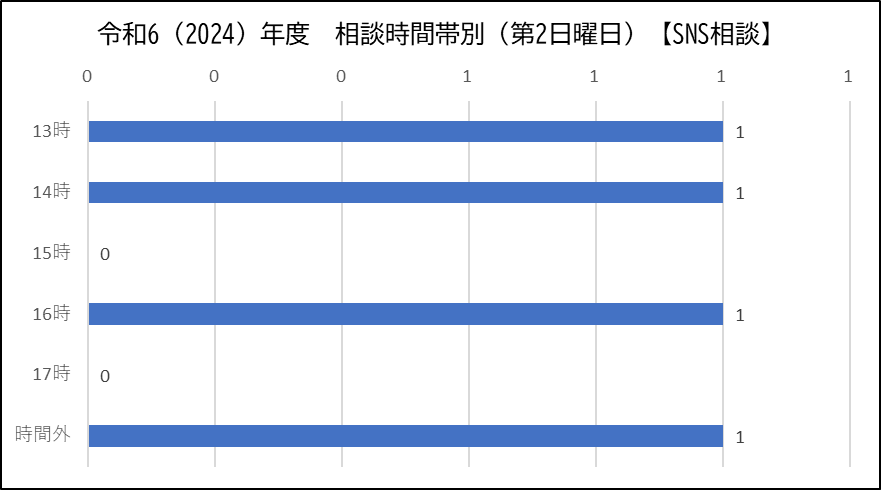 令和6（2024）年度　相談時間帯別（第2日曜日）【SNS相談】
0 0 0 1 1 1 1
13時 1
14時 1
15時 0
16時 1
17時 0
時間外 1